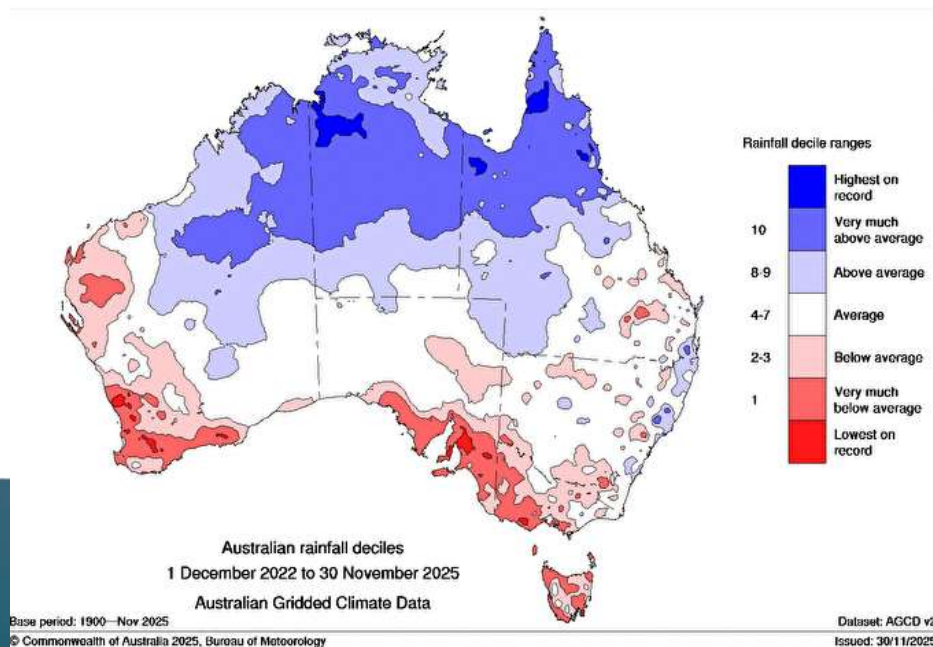 Rainfall decile ranges
Highest on
record
10
Very much
above average
8-9
Above average
4-7
Average
2-3
Below average
1
Very much
below average
Lowest on
record
Australian rainfall deciles
1 December 2022 to 30 November 2025
Australian Gridded Climate Data
Base period: 1900—Nov 2025
Dataset: AGCD v2
© Commonwealth of Australia 2025, Bureau of Meteorology
Issued: 30/11/2025